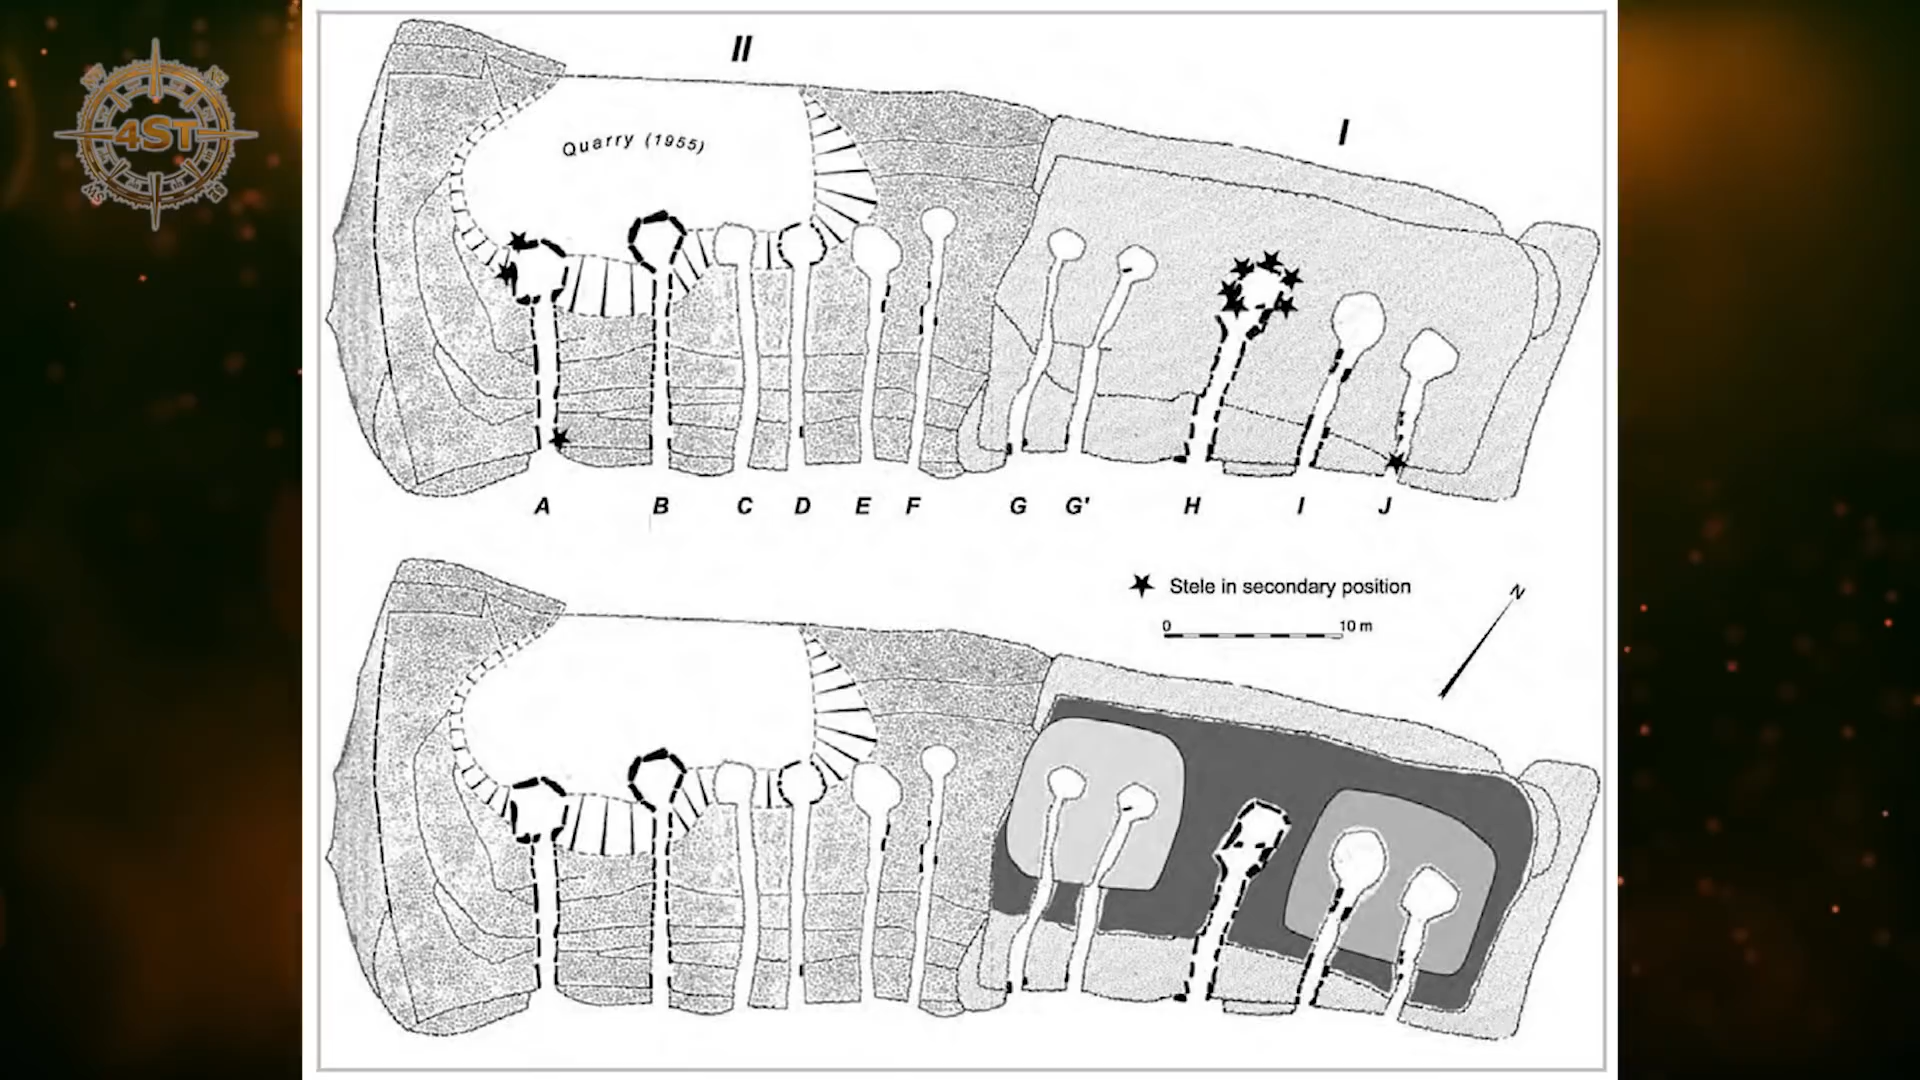 4ST
II
I
Quarry (1955)
A B C D E F G G' H I J
★ Stele in secondary position
0 10 m
N